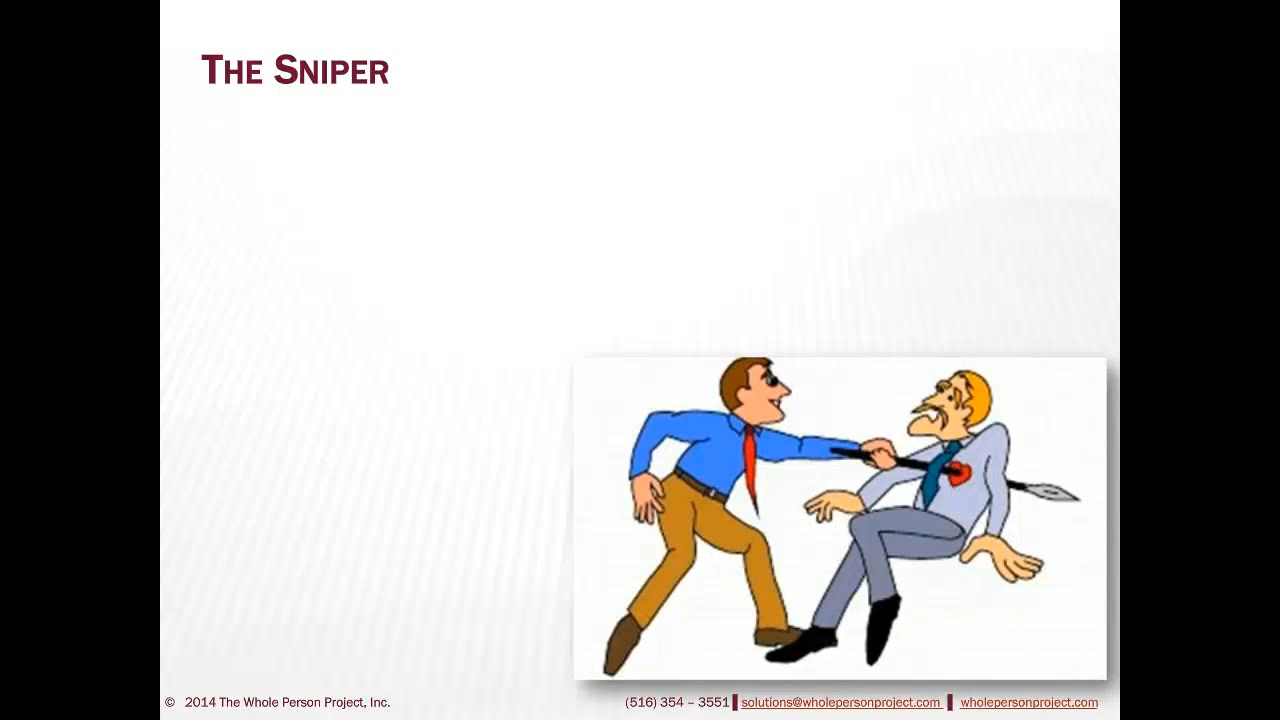 THE SNIPER
© 2014 The Whole Person Project, Inc.
(516) 354 – 3551 | solutions@wholepersonproject.com | wholepersonproject.com